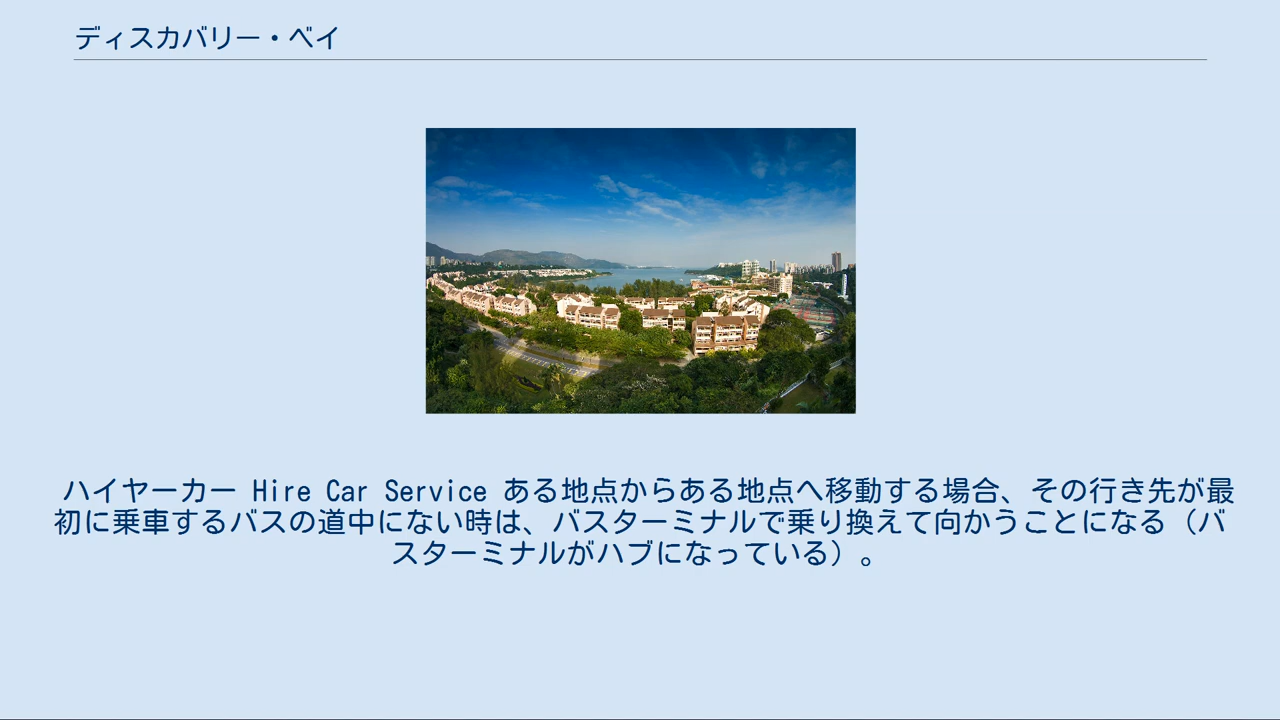 ディスカバリー・ベイ
ハイヤーカー Hire Car Service ある地点からある地点へ移動する場合、その行き先が最
初に乗車するバスの道中にない時は、バスターミナルで乗り換えて向かうことになる（バ
スターミナルがハブになっている）。